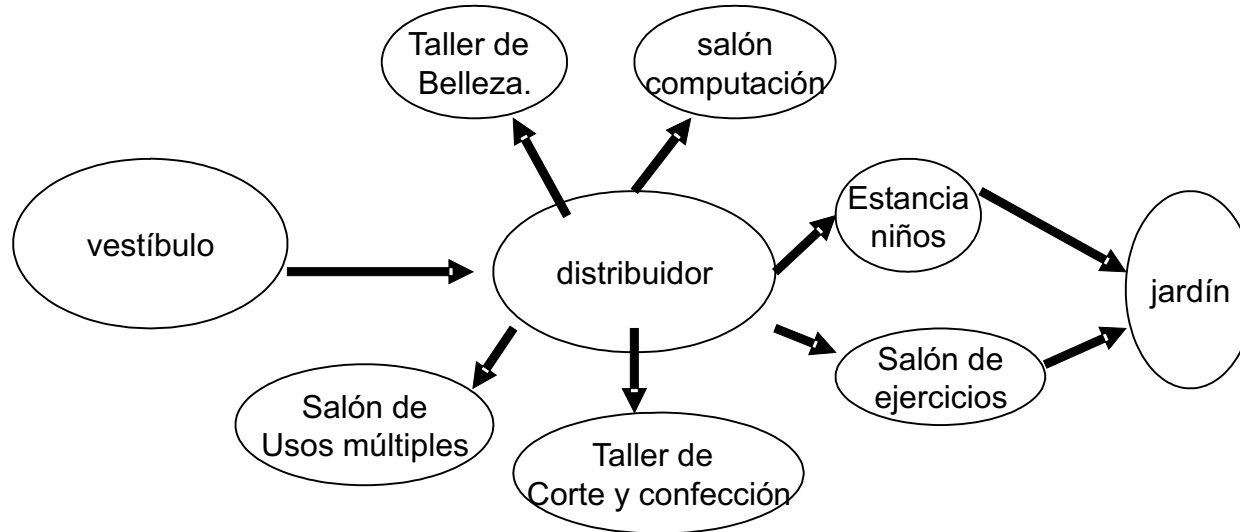 Taller de
Belleza.
salón
computación
vestíbulo
distribuidor
Estancia
niños
jardín
Salón de
Usos múltiples
Taller de
Corte y confección
Salón de
ejercicios